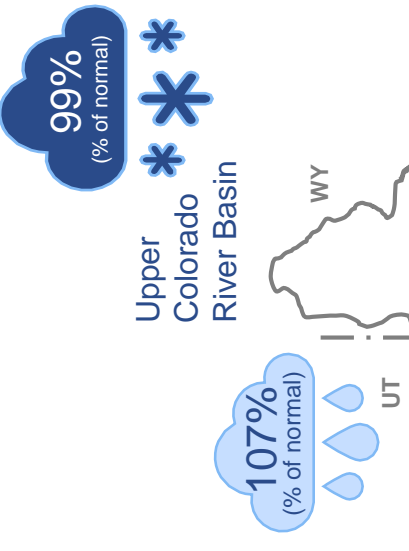 99%
(% of normal)
Upper
Colorado
River Basin
WY
107%
(% of normal)
UT